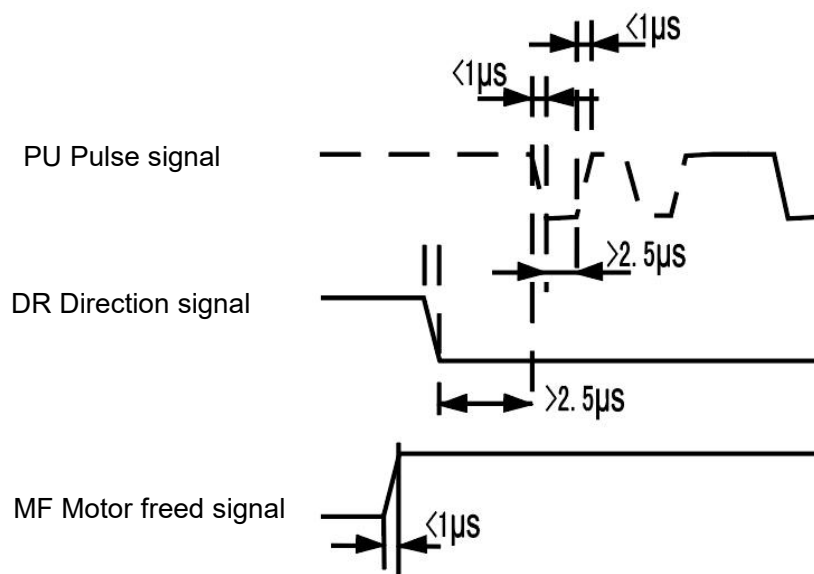 <1μs
<1μs
PU Pulse signal
>2.5μs
DR Direction signal
>2.5μs
MF Motor freed signal
<1μs